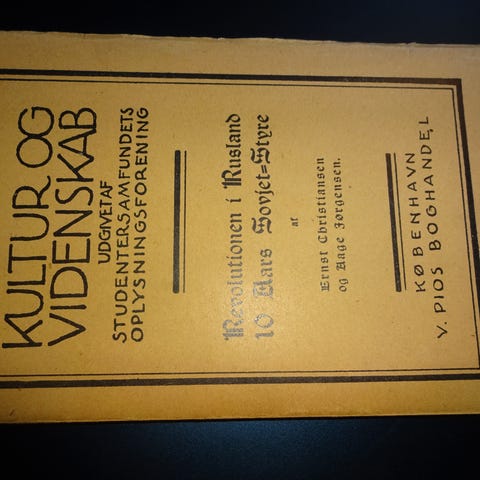 KULTUR OG
VIDENSKAB
UDGIVET AF
STUDENTERSAMFUNDETS
OPLYSNINGSFORENING
Revolutionen i Rusland
10 Aars Sovjet=Styre
af
Ernst Christiansen
og Aage Jørgensen.
KØBENHAVN
V. PIOS BOGHANDEL